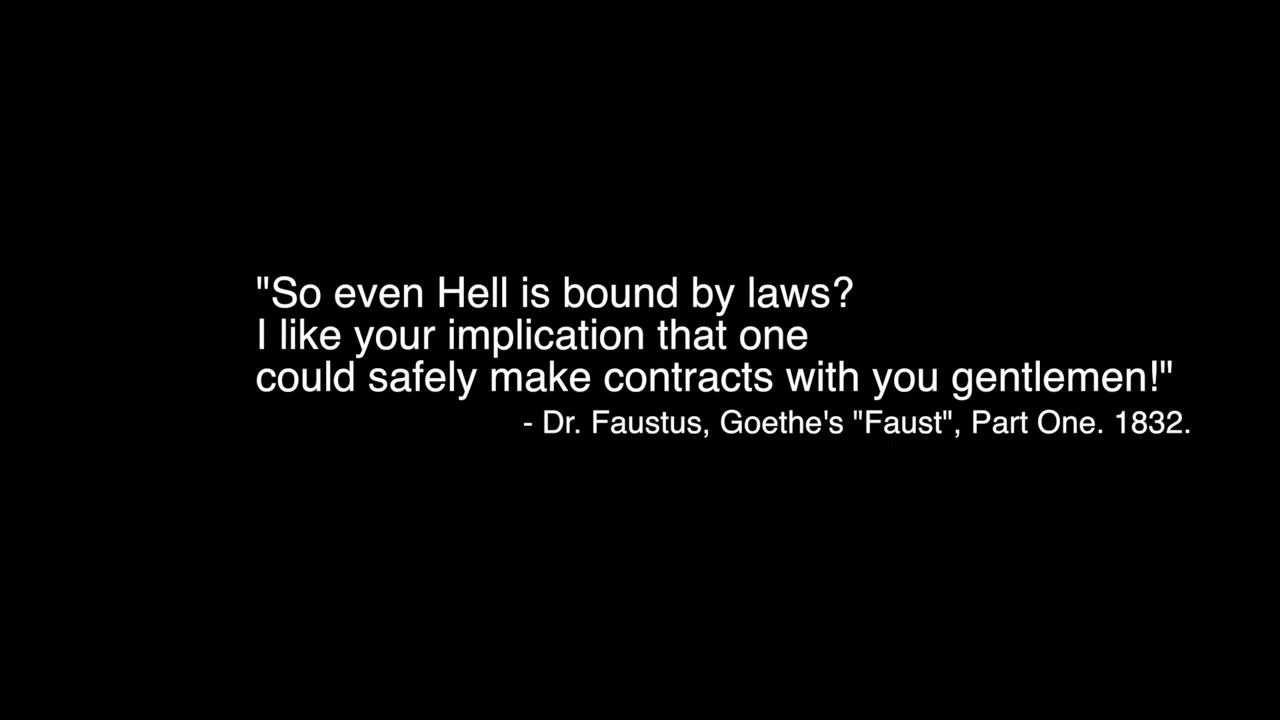 "So even Hell is bound by laws?
I like your implication that one
could safely make contracts with you gentlemen!"
- Dr. Faustus, Goethe's "Faust", Part One. 1832.